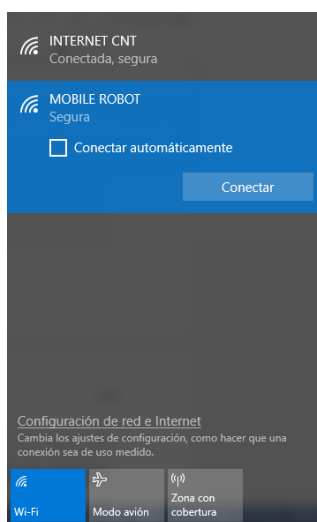 INTERNET CNT
Conectada, segura
MOBILE ROBOT
Segura
Conectar automáticamente
Conectar
Configuración de red e Internet
Cambia los ajustes de configuración, como hacer que una
conexión sea de uso medido.
Wi-Fi
Modo avión
Zona con
cobertura